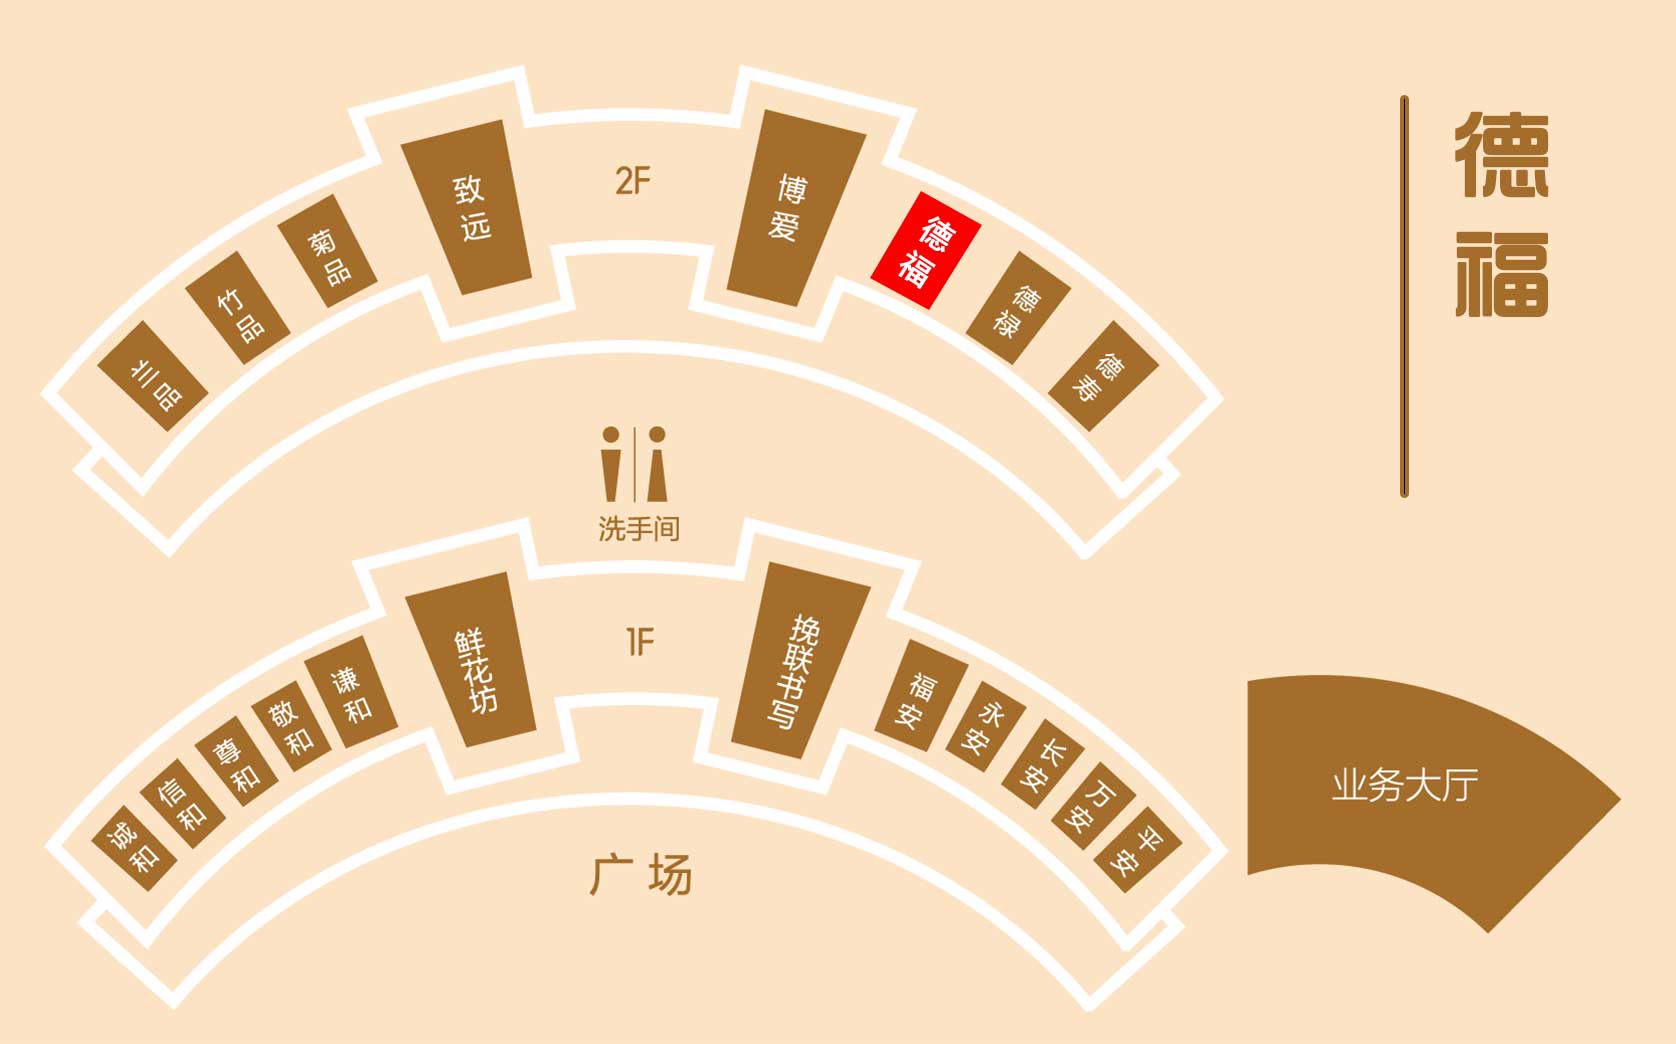 德福
2F
致远
博爱
兰品
竹品
菊品
德福
德禄
德寿
洗手间
1F
鲜花坊
挽联书写
诚和
信和
尊和
敬和
谦和
福安
永安
长安
万安
平安
业务大厅
广场